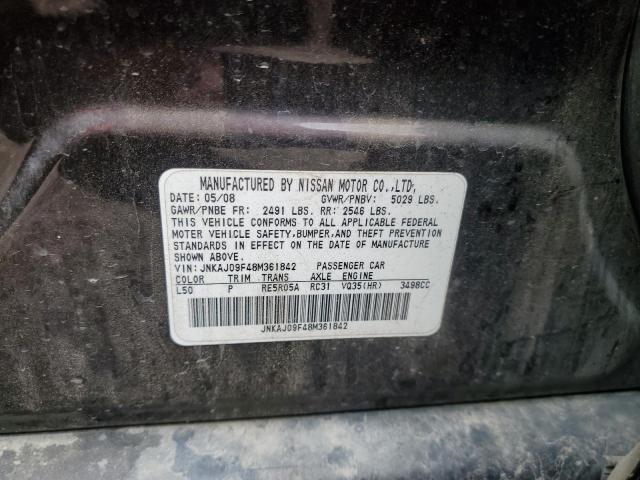 MANUFACTURED BY NISSAN MOTOR CO.,LTD,
DATE: 05/08 GVWR/PNBV: 5029 LBS.
GAWR/PNBE FR: 2491 LBS. RR: 2546 LBS.
THIS VEHICLE CONFORMS TO ALL APPLICABLE FEDERAL
MOTOR VEHICLE SAFETY,BUMPER,AND THEFT PREVENTION
STANDARDS IN EFFECT ON THE DATE OF MANUFACTURE
SHOWN ABOVE.
VIN: JNKAJ09F48M361842 PASSENGER CAR
COLOR TRIM TRANS AXLE ENGINE
L50 P RE5R05A RC31 VQ35(HR) 3498CC
JNKAJ09F48M361842